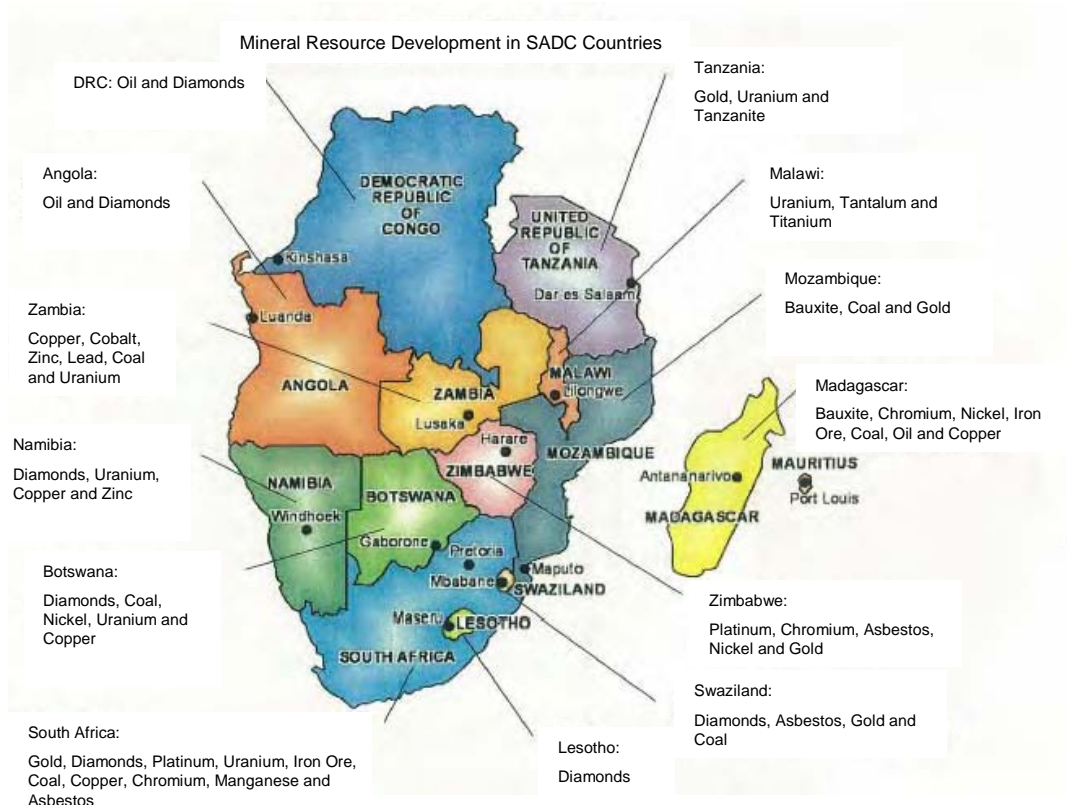 Mineral Resource Development in SADC Countries
DRC: Oil and Diamonds
Tanzania:
Gold, Uranium and
Tanzanite
Angola:
Oil and Diamonds
Malawi:
Uranium, Tantalum and
Titanium
Mozambique:
Bauxite, Coal and Gold
Zambia:
Copper, Cobalt,
Zinc, Lead, Coal
and Uranium
Madagascar:
Bauxite, Chromium, Nickel, Iron
Ore, Coal, Oil and Copper
Namibia:
Diamonds, Uranium,
Copper and Zinc
Botswana:
Diamonds, Coal,
Nickel, Uranium and
Copper
Zimbabwe:
Platinum, Chromium, Asbestos,
Nickel and Gold
Swaziland:
Diamonds, Asbestos, Gold and
Coal
South Africa:
Gold, Diamonds, Platinum, Uranium, Iron Ore,
Coal, Copper, Chromium, Manganese and
Asbestos
Lesotho:
Diamonds
DEMOCRATIC
REPUBLIC
OF
CONGO
Kinshasa
UNITED
REPUBLIC
OF
TANZANIA
Dar es Salaam
Luanda
ANGOLA
ZAMBIA
Lusaka
MALAWI
Lilongwe
Harare
ZIMBABWE
MOZAMBIQUE
NAMIBIA
Windhoek
BOTSWANA
Gaborone
Pretoria
Mbabane
Maputo
SWAZILAND
Maseru
LESOTHO
SOUTH AFRICA
Antananarivo
MADAGASCAR
MAURITIUS
Port Louis